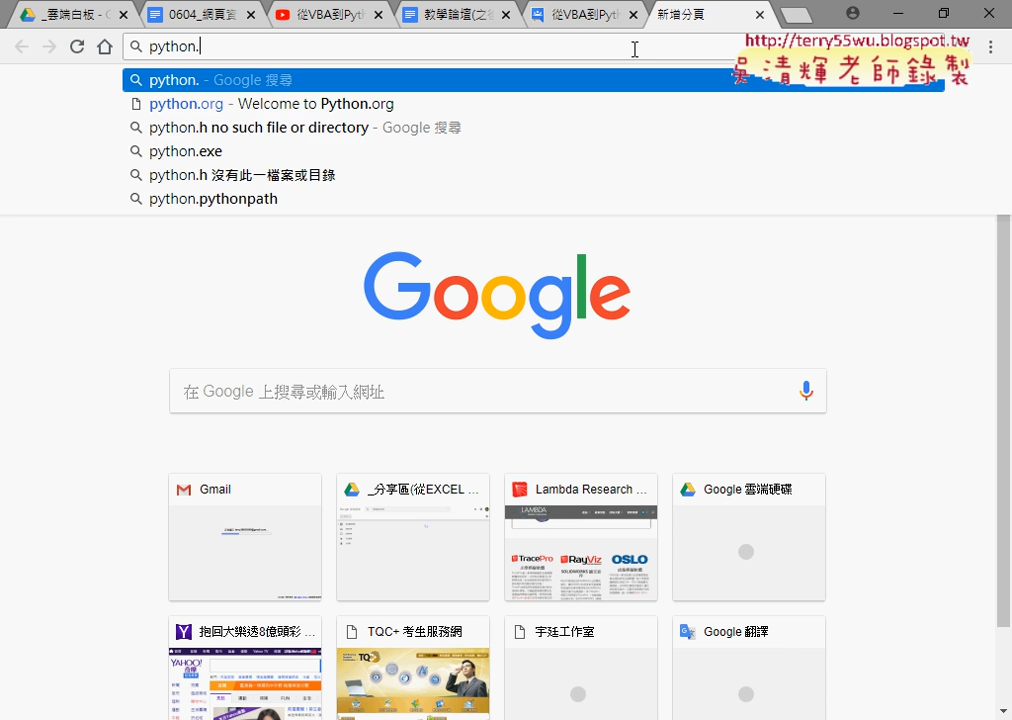 _雲端白板 - G
0604_網頁資
從VBA到Pyth
教學論壇(之後
從VBA到Pyth
新增分頁
python.
http://terry55wu.blogspot.tw
吳清輝老師錄製
python. - Google 搜尋
python.org - Welcome to Python.org
python.h no such file or directory - Google 搜尋
python.exe
python.h 沒有此一檔案或目錄
python.pythonpath
Google
在 Google 上搜尋或輸入網址
Gmail
_分享區(從EXCEL ...
Lambda Research ...
Google 雲端硬碟
LAMBDA
TracePro
RayViz
OSLO
抱回大樂透8億頭彩 ...
TQC+ 考生服務網
宇廷工作室
Google 翻譯
YAHOO!
奇摩
TQC